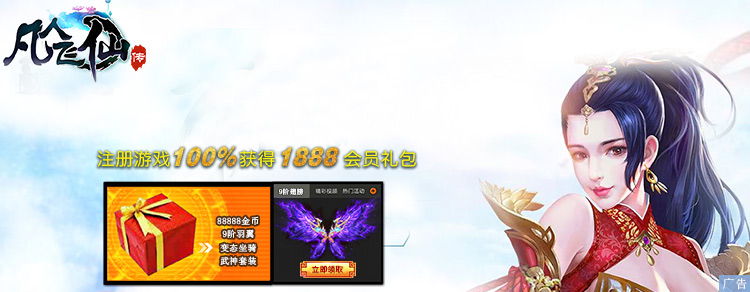 凡人飞仙传
注册游戏100%获得1888会员礼包
88888金币
9阶羽翼
变态坐骑
武神套装
9阶翅膀 精彩视频 热门活动
立即领取
广告